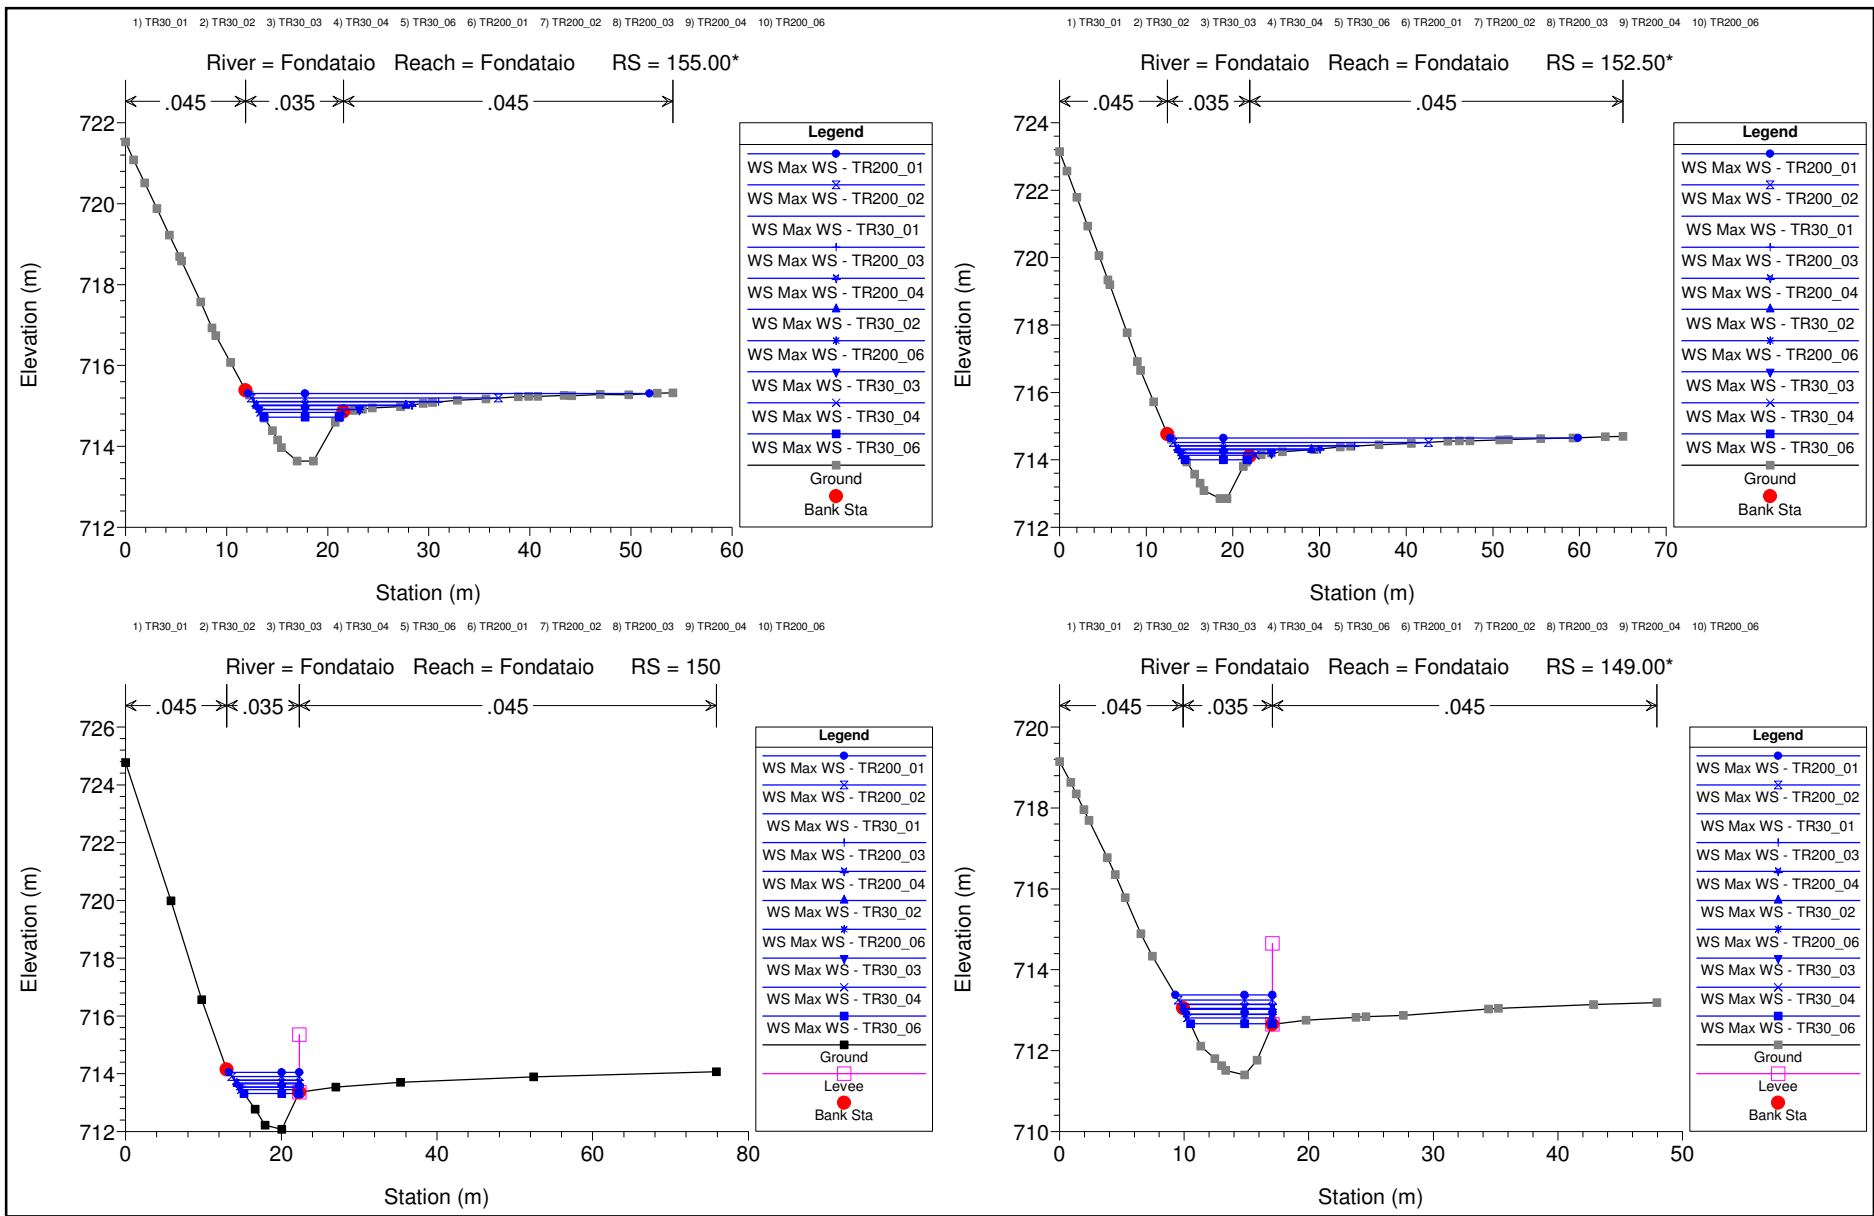 1) TR30_01 2) TR30_02 3) TR30_03 4) TR30_04 5) TR30_06 6) TR200_01 7) TR200_02 8) TR200_03 9) TR200_04 10) TR200_06
River = Fondataio Reach = Fondataio RS = 155.00*
.045 .035 .045
722
720
718
716
714
712
0 10 20 30 40 50 60
Elevation (m)
Station (m)
Legend
WS Max WS - TR200_01
WS Max WS - TR200_02
WS Max WS - TR30_01
WS Max WS - TR200_03
WS Max WS - TR200_04
WS Max WS - TR30_02
WS Max WS - TR200_06
WS Max WS - TR30_03
WS Max WS - TR30_04
WS Max WS - TR30_06
Ground
Bank Sta
1) TR30_01 2) TR30_02 3) TR30_03 4) TR30_04 5) TR30_06 6) TR200_01 7) TR200_02 8) TR200_03 9) TR200_04 10) TR200_06
River = Fondataio Reach = Fondataio RS = 152.50*
.045 .035 .045
724
722
720
718
716
714
712
0 10 20 30 40 50 60 70
Elevation (m)
Station (m)
Legend
WS Max WS - TR200_01
WS Max WS - TR200_02
WS Max WS - TR30_01
WS Max WS - TR200_03
WS Max WS - TR200_04
WS Max WS - TR30_02
WS Max WS - TR200_06
WS Max WS - TR30_03
WS Max WS - TR30_04
WS Max WS - TR30_06
Ground
Bank Sta
1) TR30_01 2) TR30_02 3) TR30_03 4) TR30_04 5) TR30_06 6) TR200_01 7) TR200_02 8) TR200_03 9) TR200_04 10) TR200_06
River = Fondataio Reach = Fondataio RS = 150
.045 .035 .045
726
724
722
720
718
716
714
712
0 20 40 60 80
Elevation (m)
Station (m)
Legend
WS Max WS - TR200_01
WS Max WS - TR200_02
WS Max WS - TR30_01
WS Max WS - TR200_03
WS Max WS - TR200_04
WS Max WS - TR30_02
WS Max WS - TR200_06
WS Max WS - TR30_03
WS Max WS - TR30_04
WS Max WS - TR30_06
Ground
Levee
Bank Sta
1) TR30_01 2) TR30_02 3) TR30_03 4) TR30_04 5) TR30_06 6) TR200_01 7) TR200_02 8) TR200_03 9) TR200_04 10) TR200_06
River = Fondataio Reach = Fondataio RS = 149.00*
.045 .035 .045
720
718
716
714
712
710
0 10 20 30 40 50
Elevation (m)
Station (m)
Legend
WS Max WS - TR200_01
WS Max WS - TR200_02
WS Max WS - TR30_01
WS Max WS - TR200_03
WS Max WS - TR200_04
WS Max WS - TR30_02
WS Max WS - TR200_06
WS Max WS - TR30_03
WS Max WS - TR30_04
WS Max WS - TR30_06
Ground
Levee
Bank Sta